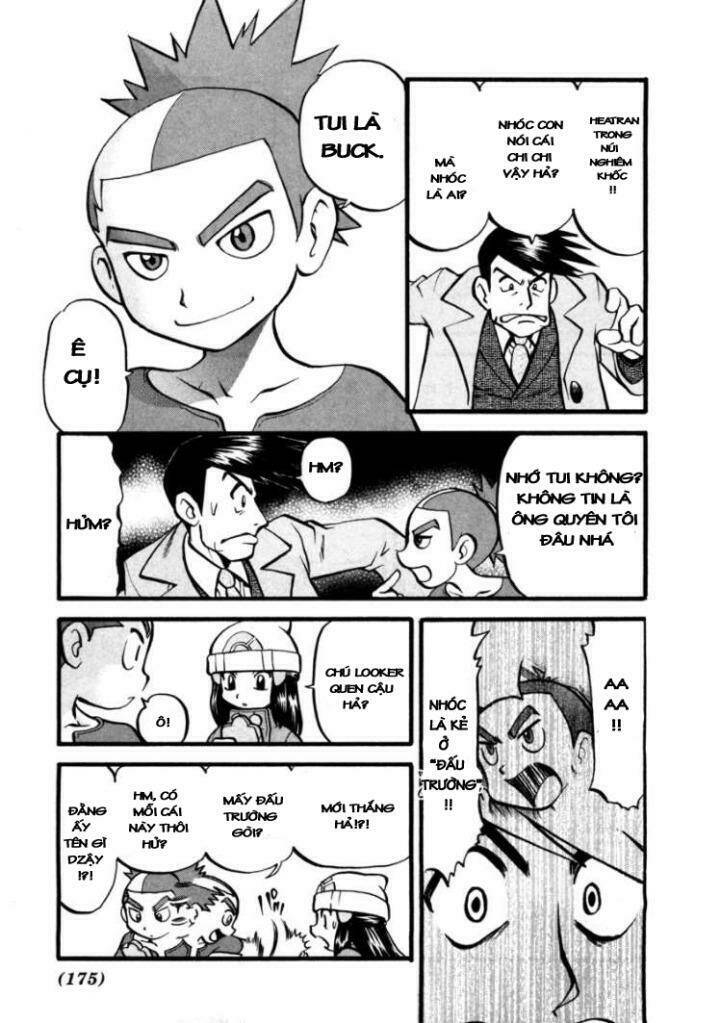 HEATRAN
TRONG
NÚI
NGHIÊM
KHỐC
!!
NHÓC CON
NÓI CÁI
CHI CHI
VẬY HẢ?
MÀ
NHÓC
LÀ AI?
TUI LÀ
BUCK.
Ê
CỤ!
NHỚ TUI KHÔNG?
KHÔNG TIN LÀ
ÔNG QUYÊN TÔI
ĐÂU NHÁ
HM?
HỬM?
AA
AA
!!
NHÓC
LÀ KẺ
Ở
"ĐẤU
TRƯỜNG"
!!
CHÚ LOOKER
QUEN CẬU
HẢ?
Ô!
MỚI THẮNG
HẢ!?!
MẤY ĐẤU
TRƯỜNG
GỒI?
HM, CÓ
MỖI CÁI
NÀY THÔI
HỬ?
ĐẰNG
ẤY
TÊN GÌ
DZẬY
!?!
(175)